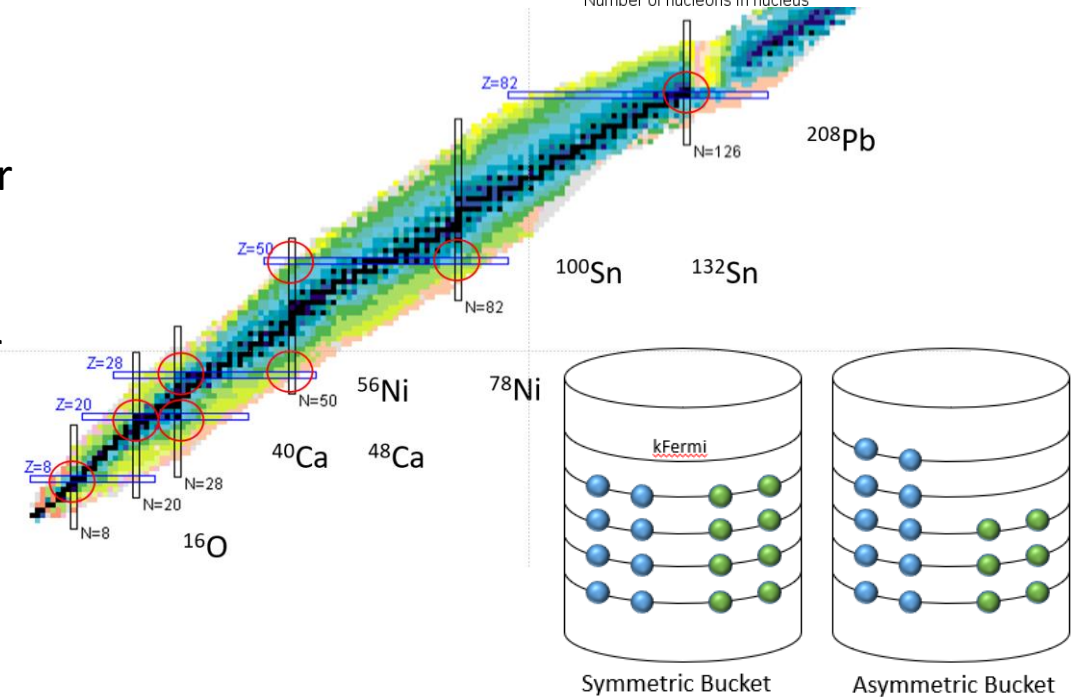 Number of nucleons in nucleus
Z=82
N=126
208Pb
r
Z=50
100Sn 132Sn
N=82
Z=28
N=50
56Ni 78Ni
Z=20
40Ca 48Ca
kFermi
Z=8
N=28
N=20
N=8
16O
Symmetric Bucket
Asymmetric Bucket